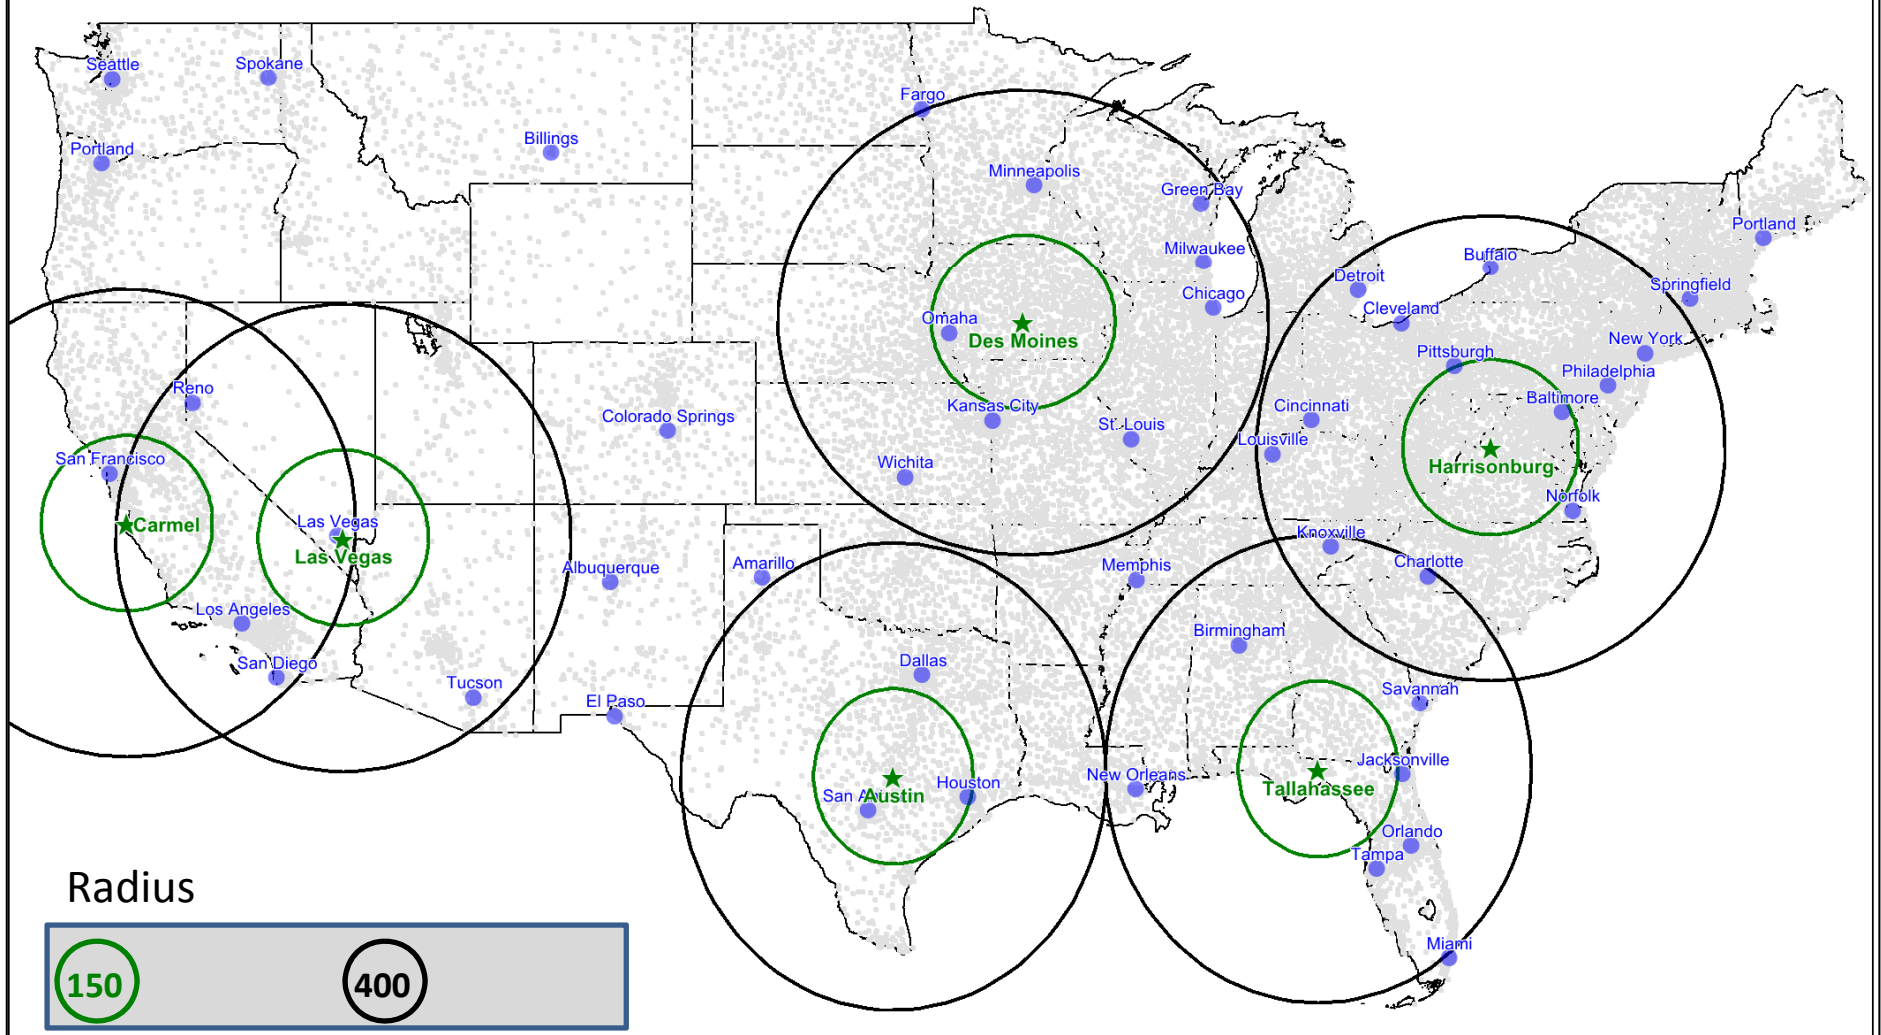 Seattle
Spokane
Fargo
Portland
Billings
Minneapolis
Green Bay
Portland
Milwaukee
Buffalo
Detroit
Springfield
Chicago
Cleveland
Omaha
Des Moines
New York
Pittsburgh
Philadelphia
Reno
Baltimore
Kansas City
Cincinnati
Colorado Springs
St. Louis
Louisville
San Francisco
Wichita
Harrisonburg
Norfolk
Carmel
Las Vegas
Knoxville
Las Vegas
Albuquerque
Amarillo
Memphis
Charlotte
Los Angeles
Birmingham
San Diego
Dallas
Tucson
Savannah
El Paso
Jacksonville
New Orleans
Houston
Tallahassee
San A
Austin
Orlando
Tampa
Radius
Miami
150
400